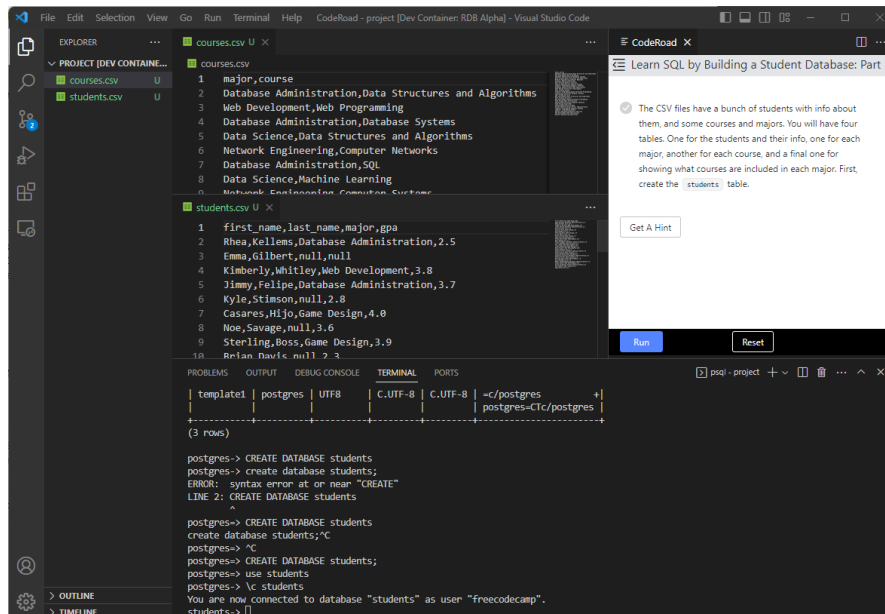 File Edit Selection View Go Run Terminal Help CodeRoad - project [Dev Container: RDB Alpha] - Visual Studio Code
EXPLORER
PROJECT [DEV CONTAINE...
courses.csv U
students.csv U
2
OUTLINE
TIMELINE
courses.csv U
courses.csv
1 major,course
2 Database Administration,Data Structures and Algorithms
3 Web Development,Web Programming
4 Database Administration,Database Systems
5 Data Science,Data Structures and Algorithms
6 Network Engineering,Computer Networks
7 Database Administration,SQL
8 Data Science,Machine Learning
9 Network Engineering,Computer Systems
students.csv U
1 first_name,last_name,major,gpa
2 Rhea,Kellems,Database Administration,2.5
3 Emma,Gilbert,null,null
4 Kimberly,Whitley,Web Development,3.8
5 Jimmy,Felipe,Database Administration,3.7
6 Kyle,Stimson,null,2.8
7 Casares,Hijo,Game Design,4.0
8 Noe,Savage,null,3.6
9 Sterling,Boss,Game Design,3.9
10 Brian,Davis,null,2.3
CodeRoad
Learn SQL by Building a Student Database: Part
The CSV files have a bunch of students with info about
them, and some courses and majors. You will have four
tables. One for the students and their info, one for each
major, another for each course, and a final one for
showing what courses are included in each major. First,
create the students table.
Get A Hint
Run Reset
PROBLEMS OUTPUT DEBUG CONSOLE TERMINAL PORTS psql - project
| template1 | postgres | UTF8 | C.UTF-8 | C.UTF-8 | =c/postgres +|
| | | | | | postgres=CTc/postgres |
+-----------+----------+----------+---------+---------+-----------------------+
(3 rows)
postgres-> CREATE DATABASE students
postgres-> create database students;
ERROR: syntax error at or near "CREATE"
LINE 2: CREATE DATABASE students
^
postgres=> CREATE DATABASE students
create database students;^C
postgres=> ^C
postgres=> CREATE DATABASE students;
postgres-> use students
postgres-> \c students
You are now connected to database "students" as user "freecodecamp".
students->